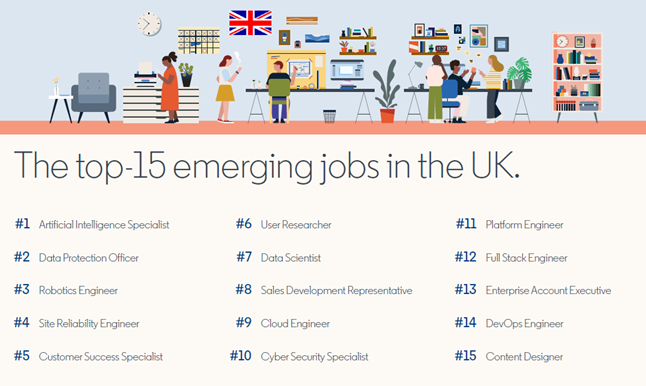 The top-15 emerging jobs in the UK.
#1 Artificial Intelligence Specialist
#2 Data Protection Officer
#3 Robotics Engineer
#4 Site Reliability Engineer
#5 Customer Success Specialist
#6 User Researcher
#7 Data Scientist
#8 Sales Development Representative
#9 Cloud Engineer
#10 Cyber Security Specialist
#11 Platform Engineer
#12 Full Stack Engineer
#13 Enterprise Account Executive
#14 DevOps Engineer
#15 Content Designer